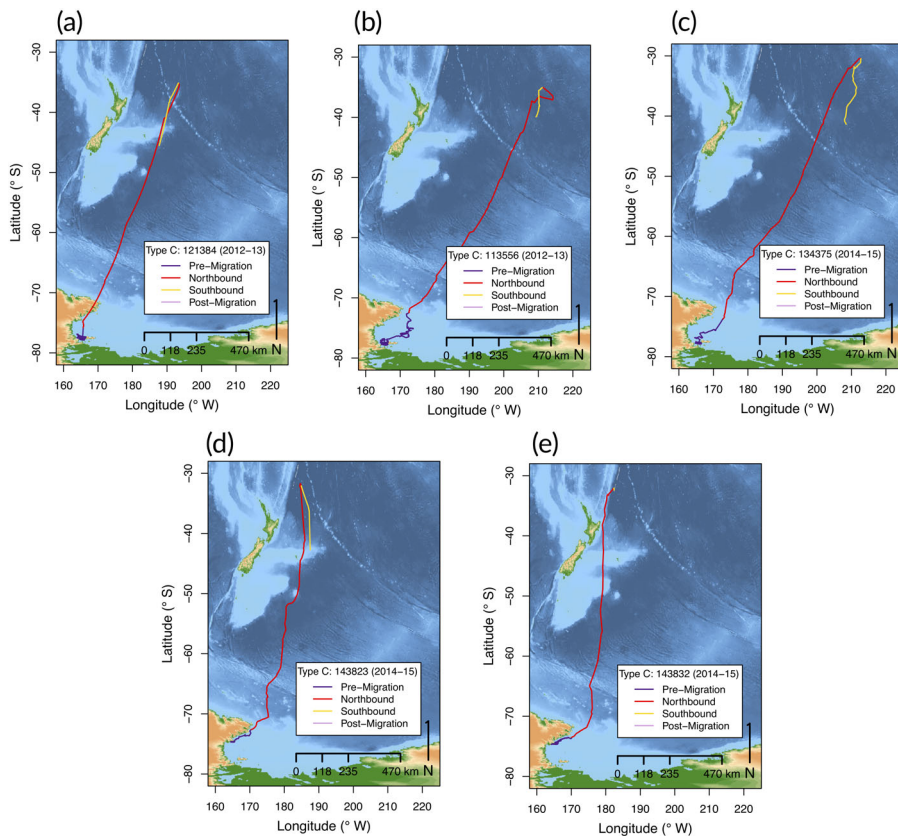 (a)
−30
−40
−50
−60
−70
−80
Latitude (° S)
Type C: 121384 (2012−13)
Pre−Migration
Northbound
Southbound
Post−Migration
0 118 235 470 km
N
160 170 180 190 200 210 220
Longitude (° W)
(b)
−30
−40
−50
−60
−70
−80
Latitude (° S)
Type C: 113556 (2012−13)
Pre−Migration
Northbound
Southbound
Post−Migration
0 118 235 470 km
N
160 170 180 190 200 210 220
Longitude (° W)
(c)
−30
−40
−50
−60
−70
−80
Latitude (° S)
Type C: 134375 (2014−15)
Pre−Migration
Northbound
Southbound
Post−Migration
0 118 235 470 km
N
160 170 180 190 200 210 220
Longitude (° W)
(d)
−30
−40
−50
−60
−70
−80
Latitude (° S)
Type C: 143823 (2014−15)
Pre−Migration
Northbound
Southbound
Post−Migration
0 118 235 470 km
N
160 170 180 190 200 210 220
Longitude (° W)
(e)
−30
−40
−50
−60
−70
−80
Latitude (° S)
Type C: 143832 (2014−15)
Pre−Migration
Northbound
Southbound
Post−Migration
0 118 235 470 km
N
160 170 180 190 200 210 220
Longitude (° W)